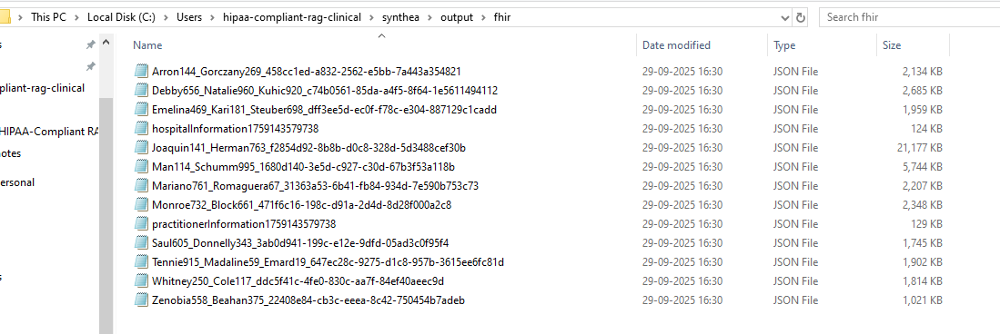 This PC > Local Disk (C:) > Users > hipaa-compliant-rag-clinical > synthea > output > fhir
Search fhir
Name Date modified Type Size
Arron144_Gorczany269_458cc1ed-a832-2562-e5bb-7a443a354821 29-09-2025 16:30 JSON File 2,134 KB
Debby656_Natalie960_Kuhic920_c74b0561-85da-a4f5-8f64-1e5611494112 29-09-2025 16:30 JSON File 2,685 KB
Emelina469_Kari181_Steuber698_dff3ee5d-ec0f-f78c-e304-887129c1cadd 29-09-2025 16:30 JSON File 1,959 KB
hospitalInformation1759143579738 29-09-2025 16:30 JSON File 124 KB
Joaquin141_Herman763_f2854d92-8b8b-d0c8-328d-5d3488cef30b 29-09-2025 16:30 JSON File 21,177 KB
Man114_Schumm995_1680d140-3e5d-c927-c30d-67b3f53a118b 29-09-2025 16:30 JSON File 5,744 KB
Mariano761_Romaguera67_31363a53-6b41-fb84-934d-7e590b753c73 29-09-2025 16:30 JSON File 2,207 KB
Monroe732_Block661_471f6c16-198c-d91a-2d4d-8d28f000a2c8 29-09-2025 16:30 JSON File 2,348 KB
practitionerInformation1759143579738 29-09-2025 16:30 JSON File 129 KB
Saul605_Donnelly343_3ab0d941-199c-e12e-9dfd-05ad3c0f95f4 29-09-2025 16:30 JSON File 1,745 KB
Tennie915_Madaline59_Emard19_647ec28c-9275-d1c8-957b-3615ee6fc81d 29-09-2025 16:30 JSON File 1,902 KB
Whitney250_Cole117_ddc5f41c-4fe0-830c-aa7f-84ef40aeec9d 29-09-2025 16:30 JSON File 1,814 KB
Zenobia558_Beahan375_22408e84-cb3c-eeea-8c42-750454b7adeb 29-09-2025 16:30 JSON File 1,021 KB
s
pliant-rag-clinical
HIPAA-Compliant RA
notes
ersonal
s